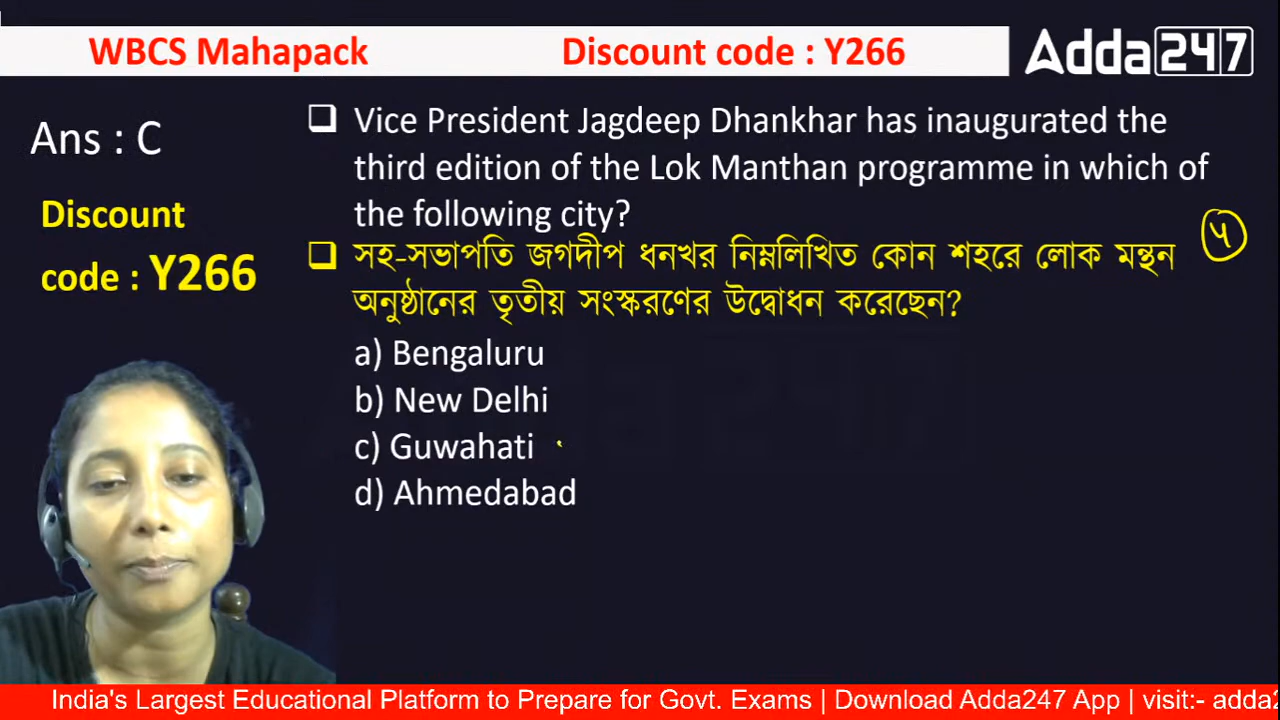 WBCS Mahapack Discount code : Y266 Adda247
Ans : C
Discount
code : Y266
Vice President Jagdeep Dhankhar has inaugurated the
third edition of the Lok Manthan programme in which of
the following city?
সহ-সভাপতি জগদীপ ধনখর নিম্নলিখিত কোন শহরে লোক মন্থন
অনুষ্ঠানের তৃতীয় সংস্করণের উদ্বোধন করেছেন?
৫
a) Bengaluru
b) New Delhi
c) Guwahati
d) Ahmedabad
India's Largest Educational Platform to Prepare for Govt. Exams | Download Adda247 App | visit:- adda2